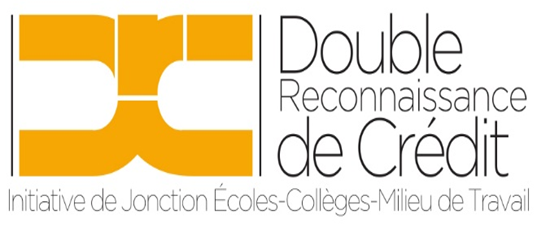 Double
Reconnaissance
de Crédit
Initiative de Jonction Écoles-Collèges-Milieu de Travail